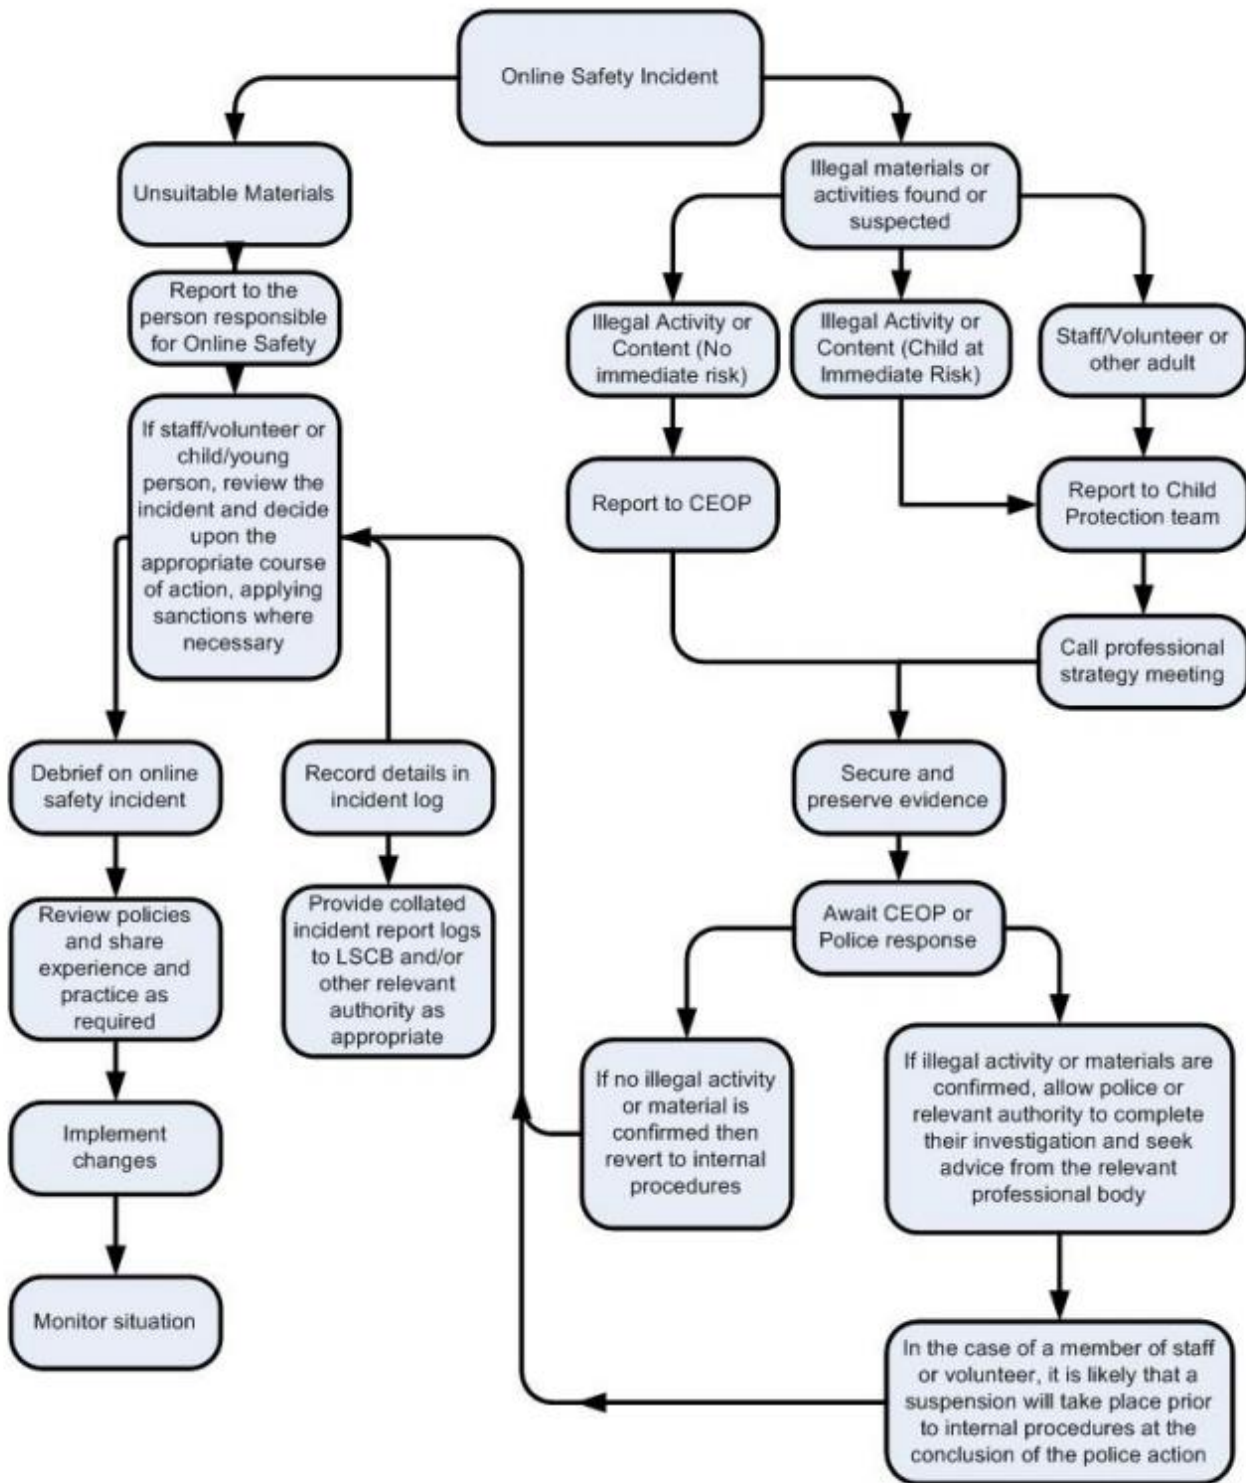 Online Safety Incident
Unsuitable Materials
Report to the
person responsible
for Online Safety
If staff/volunteer or
child/young
person, review the
incident and decide
upon the
appropriate course
of action, applying
sanctions where
necessary
Debrief on online
safety incident
Review policies
and share
experience and
practice as
required
Implement
changes
Monitor situation
Record details in
incident log
Provide collated
incident report logs
to LSCB and/or
other relevant
authority as
appropriate
Illegal materials or
activities found or
suspected
Illegal Activity or
Content (No
immediate risk)
Illegal Activity or
Content (Child at
Immediate Risk)
Staff/Volunteer or
other adult
Report to CEOP
Report to Child
Protection team
Call professional
strategy meeting
Secure and
preserve evidence
Await CEOP or
Police response
If no illegal activity
or material is
confirmed then
revert to internal
procedures
If illegal activity or materials are
confirmed, allow police or
relevant authority to complete
their investigation and seek
advice from the relevant
professional body
In the case of a member of staff
or volunteer, it is likely that a
suspension will take place prior
to internal procedures at the
conclusion of the police action